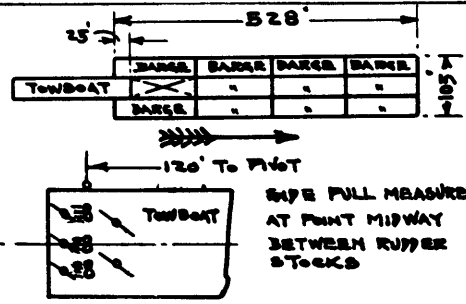 528'
25'
BARGE BARGE BARGE BARGE
TOWBOAT " " "
BARGE " " "
105'
120' TO PIVOT
TOWBOAT
SIDE PULL MEASURE
AT POINT MIDWAY
BETWEEN RUDDER
STOCKS